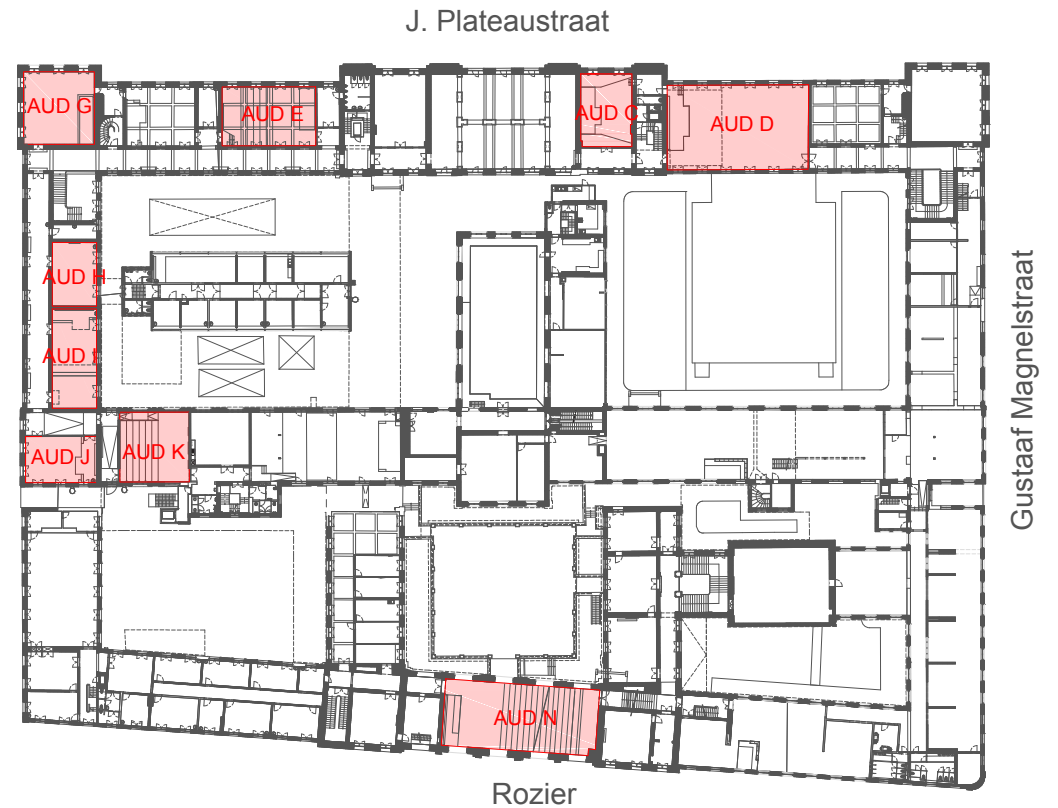 J. Plateaustraat
AUD G
AUD E
AUD C
AUD D
AUD H
AUD I
AUD J
AUD K
AUD N
Gustaaf Magnelstraat
Rozier